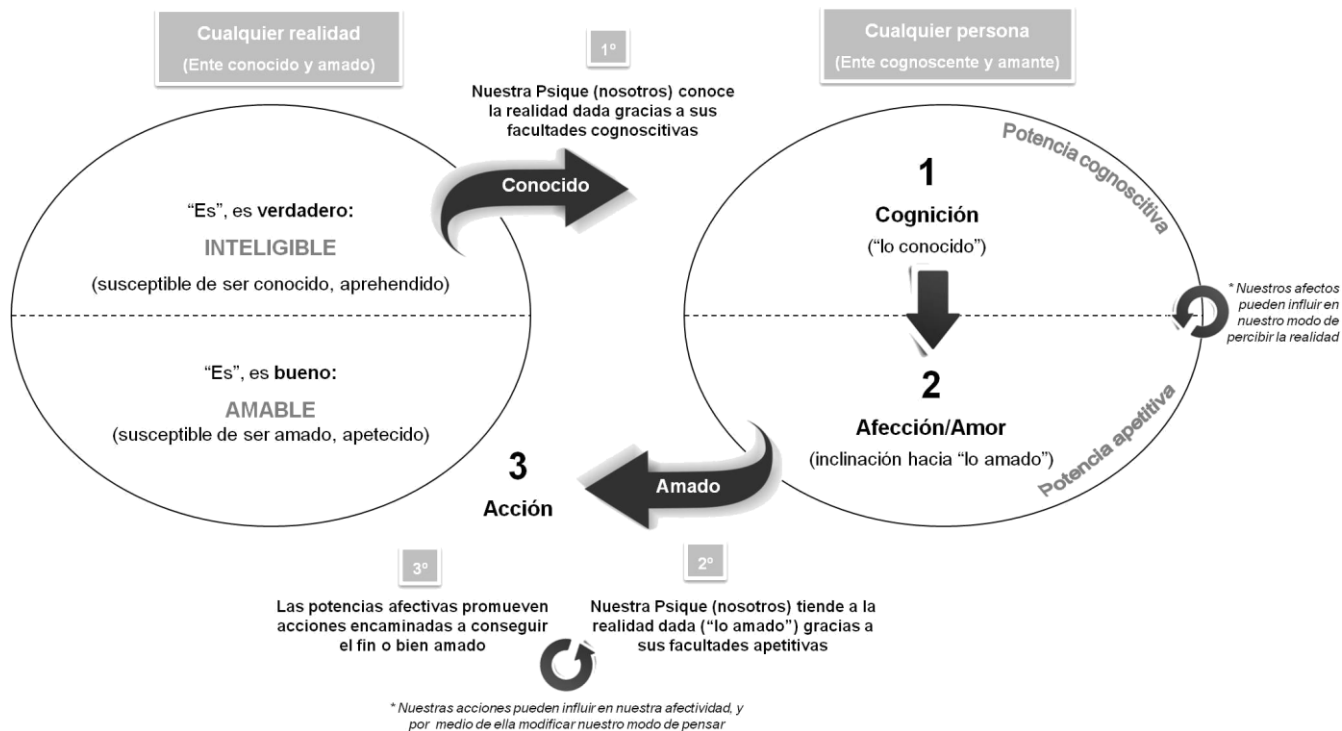 Cualquier realidad
(Ente conocido y amado)
1º
Nuestra Psique (nosotros) conoce
la realidad dada gracias a sus
facultades cognoscitivas
Cualquier persona
(Ente cognoscente y amante)
"Es", es verdadero:
INTELIGIBLE
(susceptible de ser conocido, aprehendido)
"Es", es bueno:
AMABLE
(susceptible de ser amado, apetecido)
Conocido
Potencia cognoscitiva
1
Cognición
("lo conocido")
* Nuestros afectos
pueden influir en
nuestro modo de
percibir la realidad
2
Afección/Amor
(inclinación hacia "lo amado")
Potencia apetitiva
Amado
3
Acción
3º
Las potencias afectivas promueven
acciones encaminadas a conseguir
el fin o bien amado
2º
Nuestra Psique (nosotros) tiende a la
realidad dada ("lo amado") gracias a
sus facultades apetitivas
* Nuestras acciones pueden influir en nuestra afectividad, y
por medio de ella modificar nuestro modo de pensar